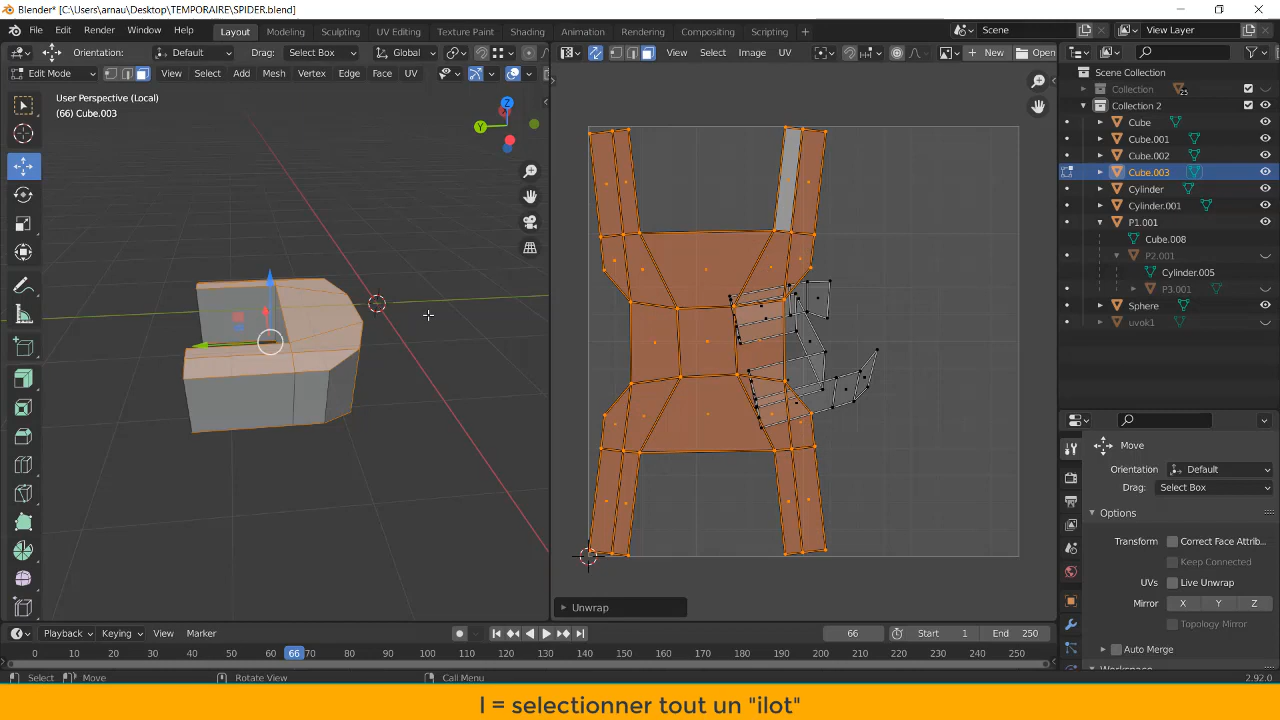 Blender* [C:\Users\arnau\Desktop\TEMPORAIRE\SPIDER.blend]
File Edit Render Window Help Layout Modeling Sculpting UV Editing Texture Paint Shading Animation Rendering Compositing Scripting Scene View Layer
Orientation: Default Drag: Select Box Global View Select Image UV New Open
Edit Mode View Select Add Mesh Vertex Edge Face UV
User Perspective (Local)
(66) Cube.003
Z
Y
Scene Collection
Collection 25
Collection 2
Cube
Cube.001
Cube.002
Cube.003
Cylinder
Cylinder.001
P1.001
Cube.008
P2.001
Cylinder.005
P3.001
Sphere
uvok1
Move
Orientation Default
Drag: Select Box
Options
Transform Correct Face Attrib...
Keep Connected
UVs Live Unwrap
Mirror X Y Z
Topology Mirror
Auto Merge
Workspace
Unwrap
Playback Keying View Marker 66 Start 1 End 250
0 10 20 30 40 50 60 66 70 80 90 100 110 120 130 140 150 160 170 180 190 200 210 220 230 240 250
Select Move Rotate View Call Menu 2.92.0
I = selectionner tout un "ilot"